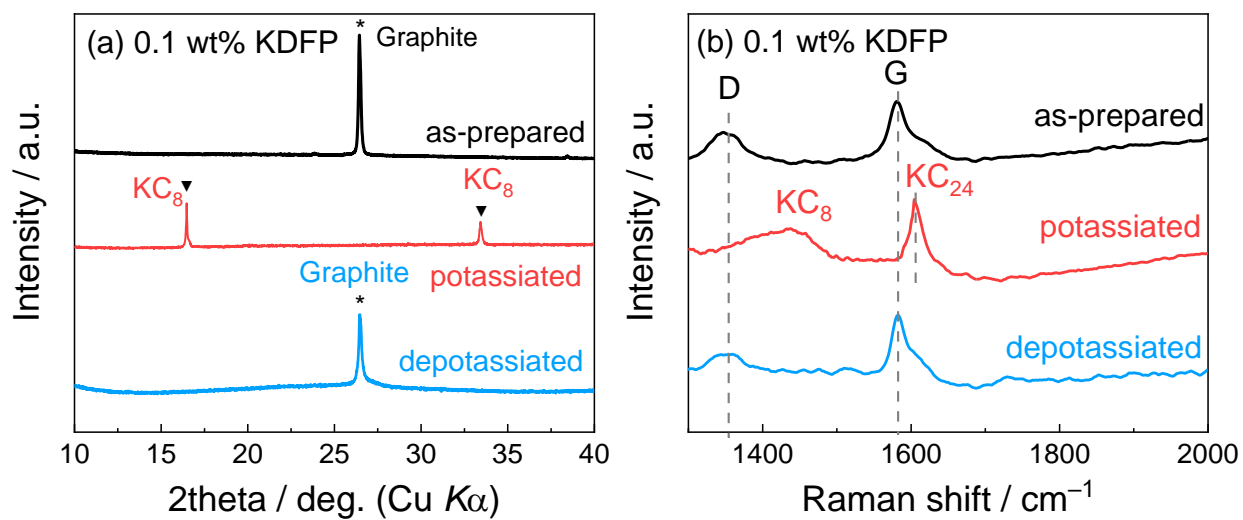 (a) 0.1 wt% KDFP
*
Graphite
as-prepared
KC₈
KC₈
potassiated
Graphite
*
depotassiated
Intensity / a.u.
10 15 20 25 30 35 40
2theta / deg. (Cu Kα)
(b) 0.1 wt% KDFP
D
G
as-prepared
KC₈
KC₂₄
potassiated
depotassiated
Intensity / a.u.
1400 1600 1800 2000
Raman shift / cm⁻¹